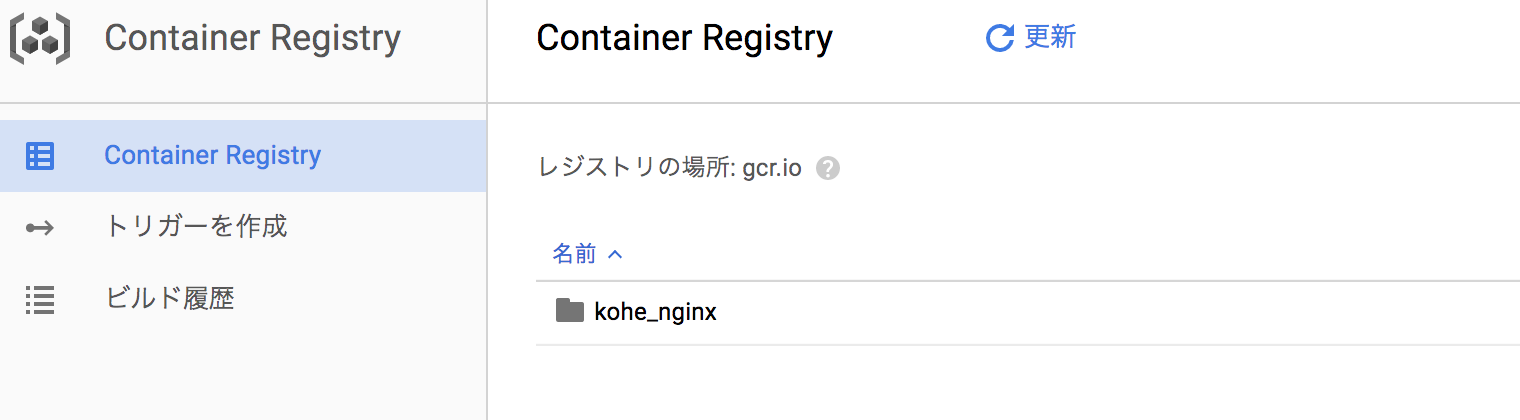 Container Registry
Container Registry
トリガーを作成
ビルド履歴
Container Registry
更新
レジストリの場所: gcr.io ?
名前
kohe_nginx